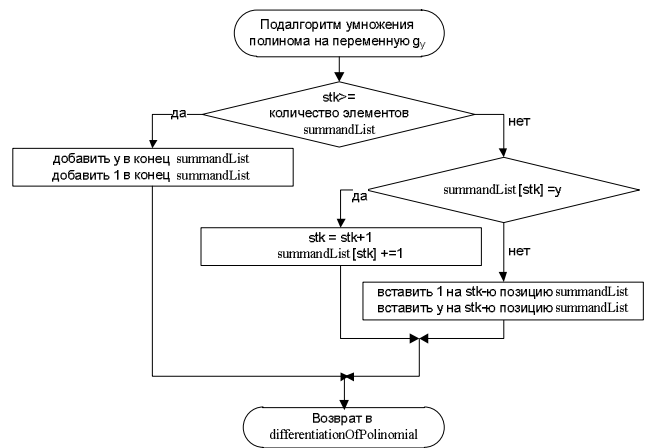 Подалгоритм умножения
полинома на переменную gy
stk>=
количество элементов
summandList
да
нет
добавить y в конец summandList
добавить 1 в конец summandList
summandList [stk] =y
да
нет
stk = stk+1
summandList [stk] +=1
вставить 1 на stk-ю позицию summandList
вставить y на stk-ю позицию summandList
Возврат в
differentiationOfPolinomial